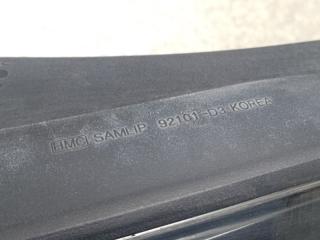 HMC SAMLIP 92101-D3 KOREA